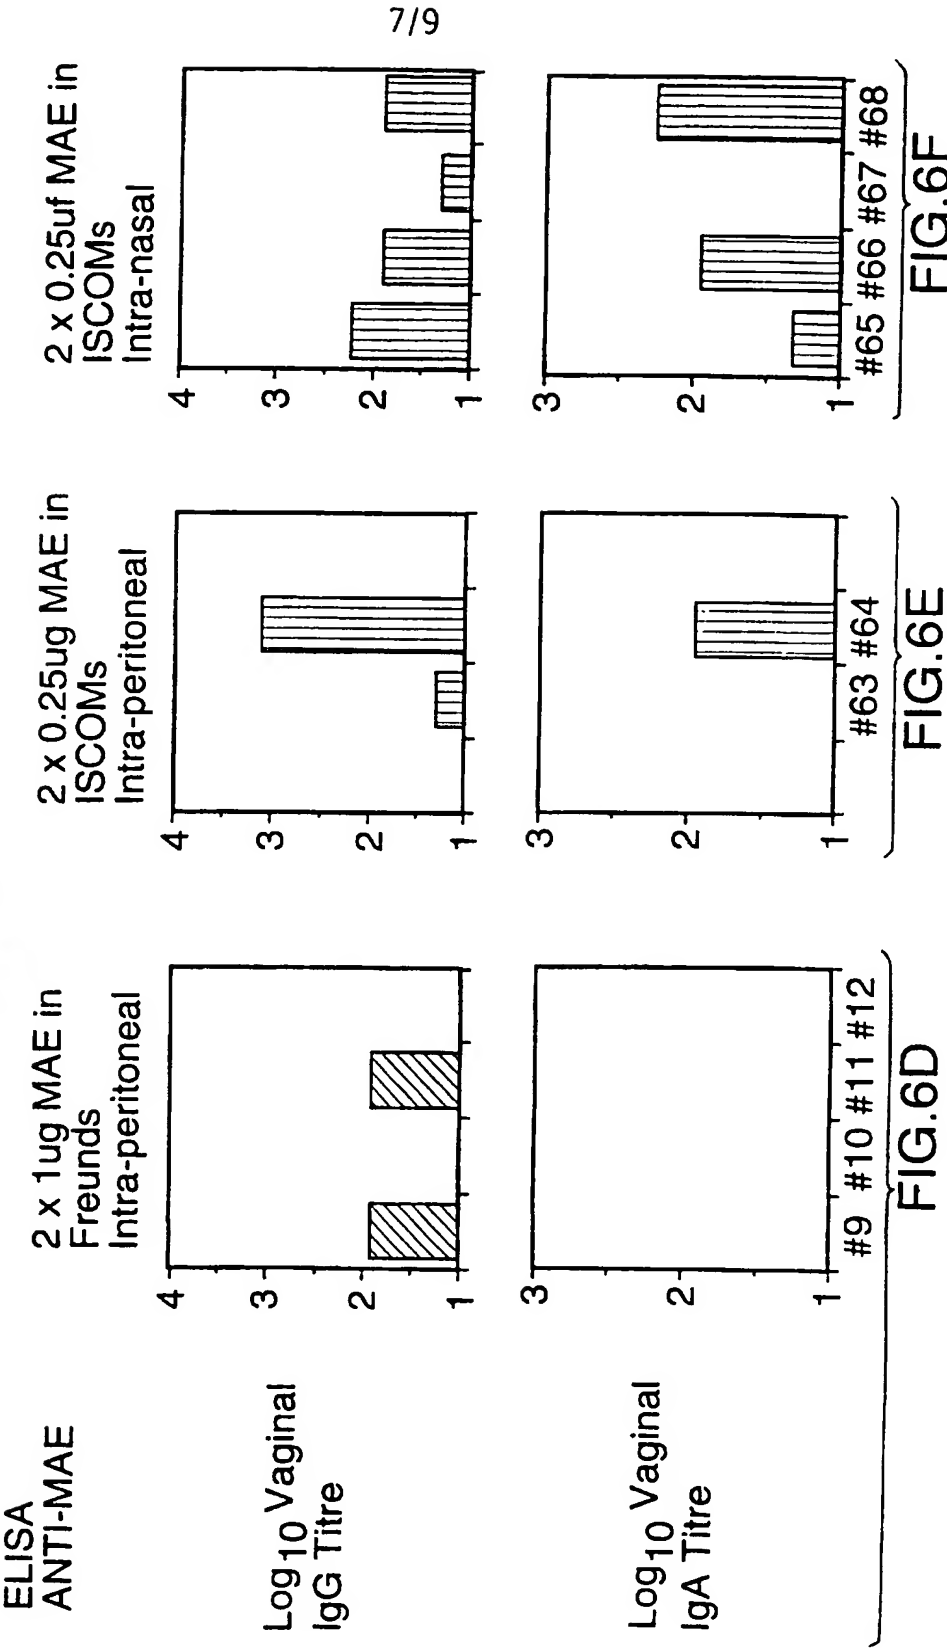 7/9
ELISA
ANTI-MAE
2 x 1ug MAE in
Freunds
Intra-peritoneal
2 x 0.25ug MAE in
ISCOMs
Intra-peritoneal
2 x 0.25uf MAE in
ISCOMs
Intra-nasal
Log10 Vaginal
IgG Titre
4
3
2
1
4
3
2
1
4
3
2
1
Log10 Vaginal
IgA Titre
3
2
1
3
2
1
3
2
1
#9 #10 #11 #12
#63 #64
#65 #66 #67 #68
FIG.6D
FIG.6E
FIG.6F